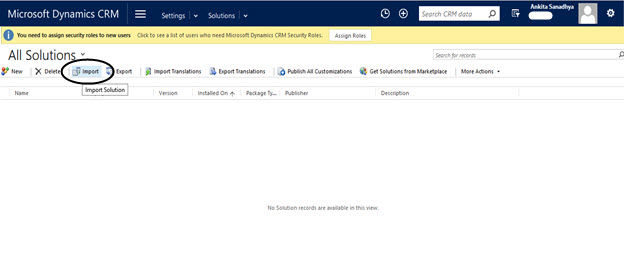 Microsoft Dynamics CRM Settings Solutions Search CRM data Ankita Sanadhya
You need to assign security roles to new users Click to see a list of users who need Microsoft Dynamics CRM Security Roles. Assign Roles
All Solutions Search for records
New Delete Import Export Import Translations Export Translations Publish All Customizations Get Solutions from Marketplace More Actions
Import Solution
Name Version Installed On Package Ty... Publisher Description
No Solution records are available in this view.